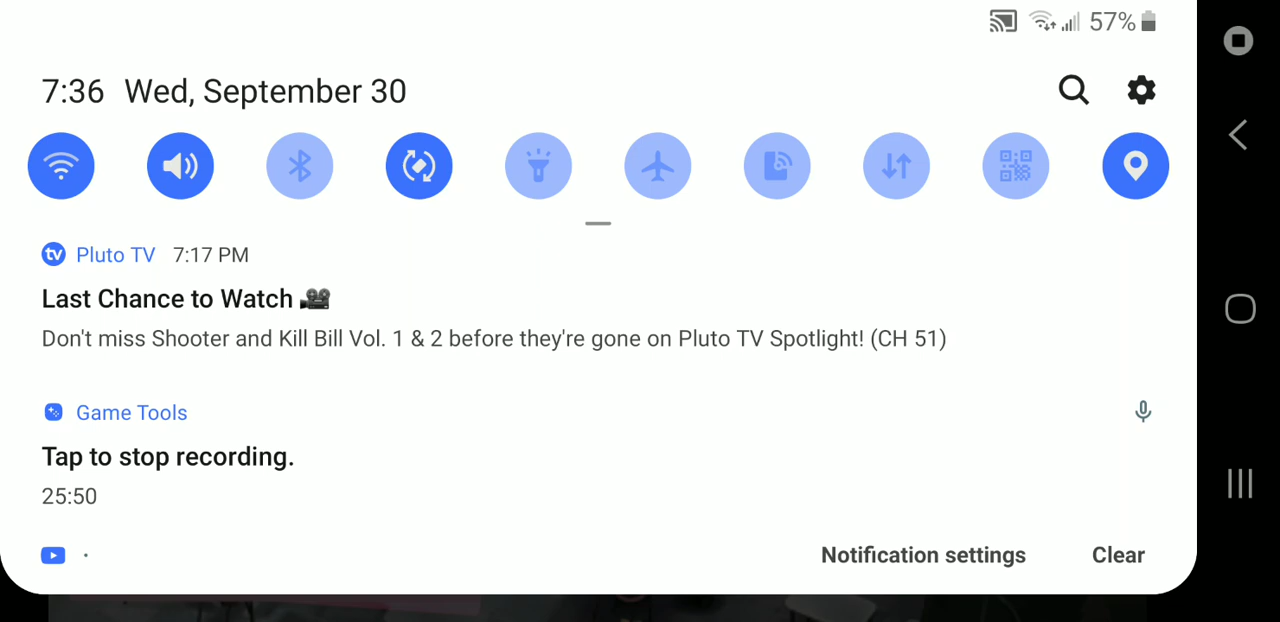 57%
7:36 Wed, September 30
tv Pluto TV 7:17 PM
Last Chance to Watch 🎥
Don't miss Shooter and Kill Bill Vol. 1 & 2 before they're gone on Pluto TV Spotlight! (CH 51)
Game Tools
Tap to stop recording.
25:50
Notification settings Clear